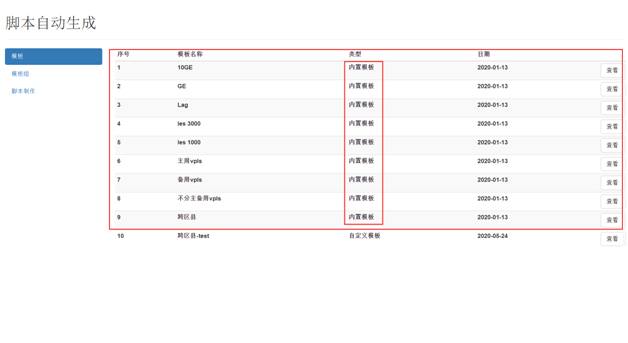 脚本自动生成
模板
模板组
脚本制作
序号 模板名称 类型 日期
1 10GE 内置模板 2020-01-13 查看
2 GE 内置模板 2020-01-13 查看
3 Lag 内置模板 2020-01-13 查看
4 les 3000 内置模板 2020-01-13 查看
5 les 1000 内置模板 2020-01-13 查看
6 主用vpls 内置模板 2020-01-13 查看
7 备用vpls 内置模板 2020-01-13 查看
8 不分主备用vpls 内置模板 2020-01-13 查看
9 跨区县 内置模板 2020-01-13 查看
10 跨区县-test 自定义模板 2020-05-24 查看